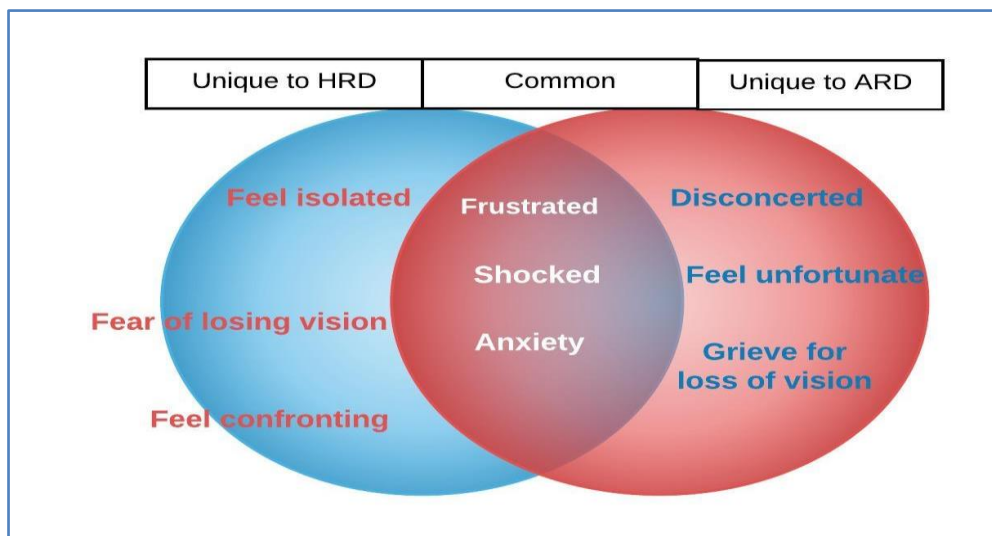 Unique to HRD
Common
Unique to ARD
Feel isolated
Fear of losing vision
Feel confronting
Frustrated
Shocked
Anxiety
Disconcerted
Feel unfortunate
Grieve for
loss of vision